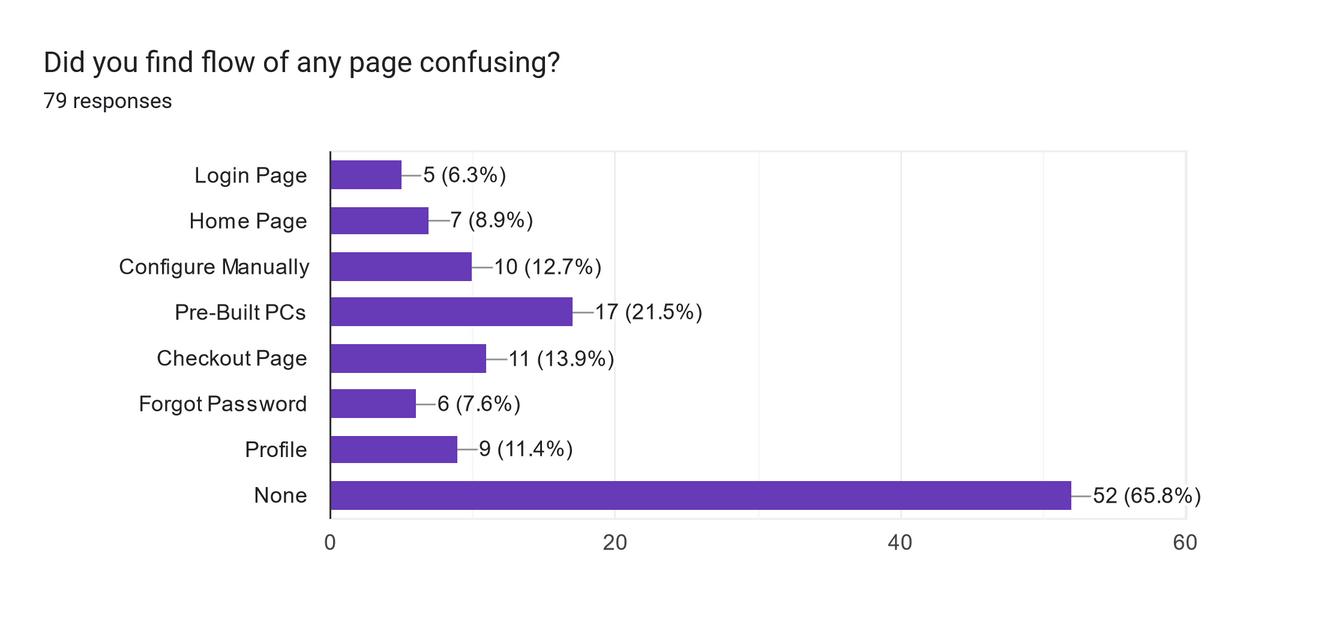 Did you find flow of any page confusing?
79 responses
Login Page 5 (6.3%)
Home Page 7 (8.9%)
Configure Manually 10 (12.7%)
Pre-Built PCs 17 (21.5%)
Checkout Page 11 (13.9%)
Forgot Password 6 (7.6%)
Profile 9 (11.4%)
None 52 (65.8%)
0 20 40 60